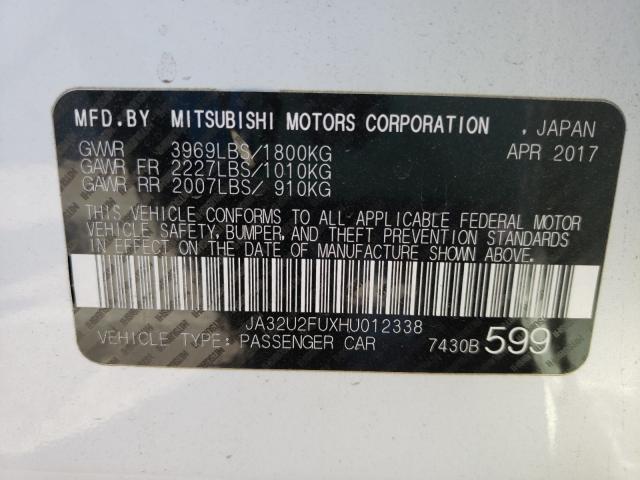 MFD.BY MITSUBISHI MOTORS CORPORATION , JAPAN
GVWR 3969LBS/1800KG APR 2017
GAWR FR 2227LBS/1010KG
GAWR RR 2007LBS/ 910KG
THIS VEHICLE CONFORMS TO ALL APPLICABLE FEDERAL MOTOR
VEHICLE SAFETY, BUMPER, AND THEFT PREVENTION STANDARDS
IN EFFECT ON THE DATE OF MANUFACTURE SHOWN ABOVE.
JA32U2FUXHU012338
VEHICLE TYPE: PASSENGER CAR 7430B 599